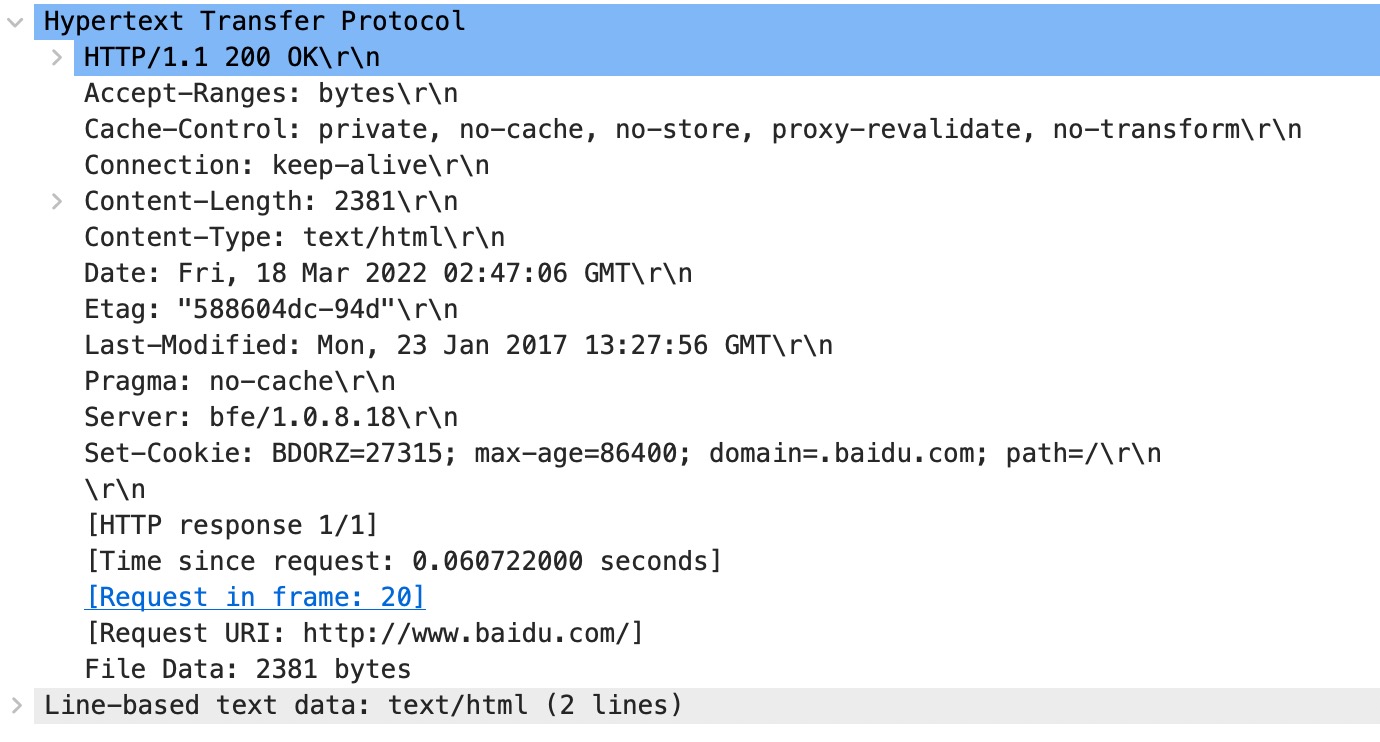 Hypertext Transfer Protocol
HTTP/1.1 200 OK\r\n
Accept-Ranges: bytes\r\n
Cache-Control: private, no-cache, no-store, proxy-revalidate, no-transform\r\n
Connection: keep-alive\r\n
Content-Length: 2381\r\n
Content-Type: text/html\r\n
Date: Fri, 18 Mar 2022 02:47:06 GMT\r\n
Etag: "588604dc-94d"\r\n
Last-Modified: Mon, 23 Jan 2017 13:27:56 GMT\r\n
Pragma: no-cache\r\n
Server: bfe/1.0.8.18\r\n
Set-Cookie: BDORZ=27315; max-age=86400; domain=.baidu.com; path=/\r\n
\r\n
[HTTP response 1/1]
[Time since request: 0.060722000 seconds]
[Request in frame: 20]
[Request URI: http://www.baidu.com/]
File Data: 2381 bytes
Line-based text data: text/html (2 lines)